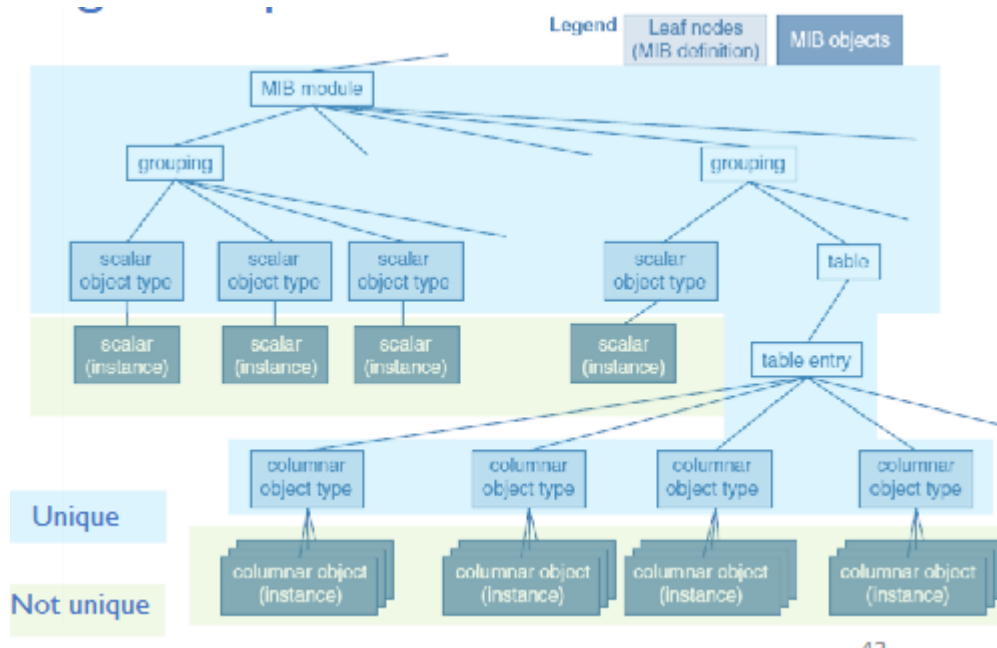 Legend
Leaf nodes
(MIB definition)
MIB objects
MIB module
grouping
grouping
scalar
object type
scalar
object type
scalar
object type
scalar
object type
table
scalar
(instance)
scalar
(instance)
scalar
(instance)
scalar
(instance)
table entry
columnar
object type
columnar
object type
columnar
object type
columnar
object type
Unique
columnar object
(instance)
columnar object
(instance)
columnar object
(instance)
columnar object
(instance)
Not unique